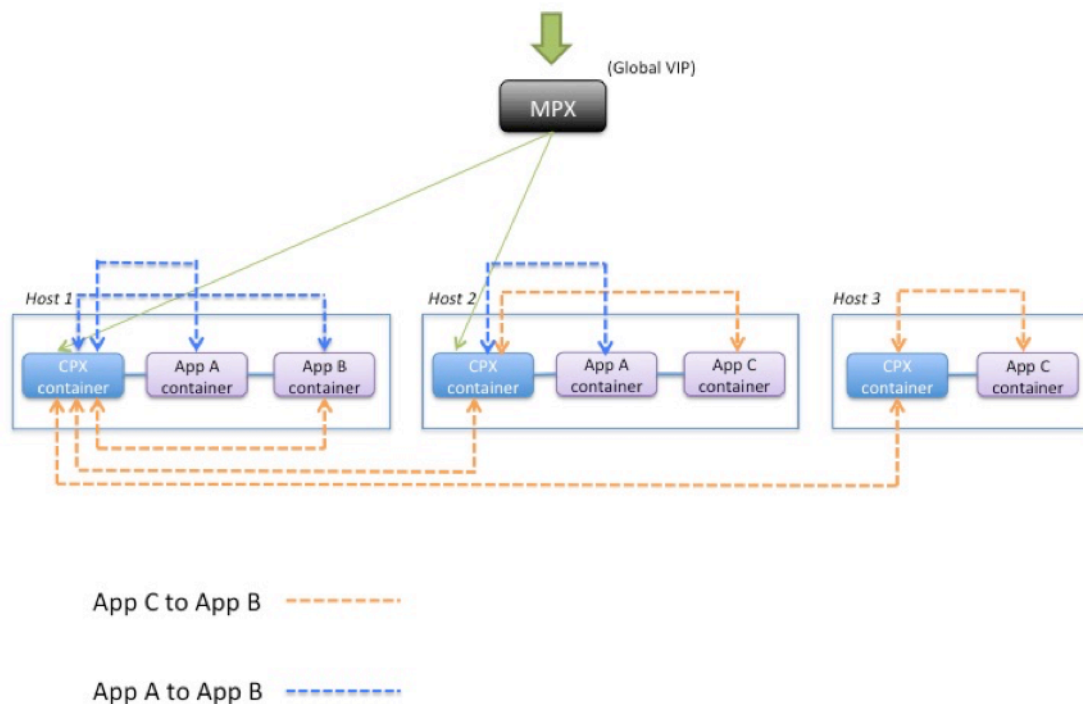 (Global VIP)
MPX
Host 1
Host 2
Host 3
CPX
container
App A
container
App B
container
CPX
container
App A
container
App C
container
CPX
container
App C
container
App C to App B
App A to App B